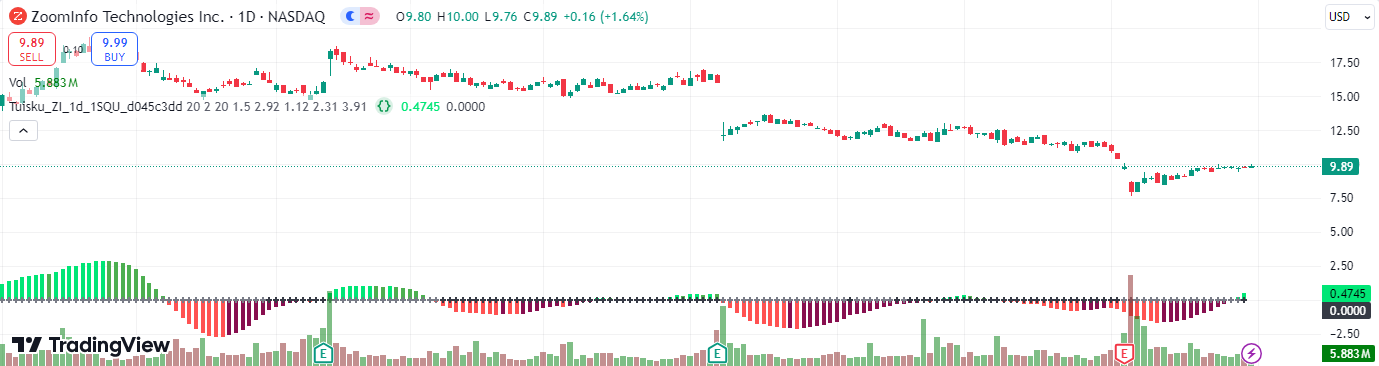 Z ZoomInfo Technologies Inc. · 1D · NASDAQ O9.80 H10.00 L9.76 C9.89 +0.16 (+1.64%) USD
9.89 SELL 0.10 9.99 BUY
Vol 5.883M
Tuisku_ZI_1d_1SQU_d045c3dd 20 2 20 1.5 2.92 1.12 2.31 3.91 {} 0.4745 0.0000
17.50
15.00
12.50
9.89
7.50
5.00
2.50
0.4745
0.0000
−2.50
5.883M
TradingView
E E E